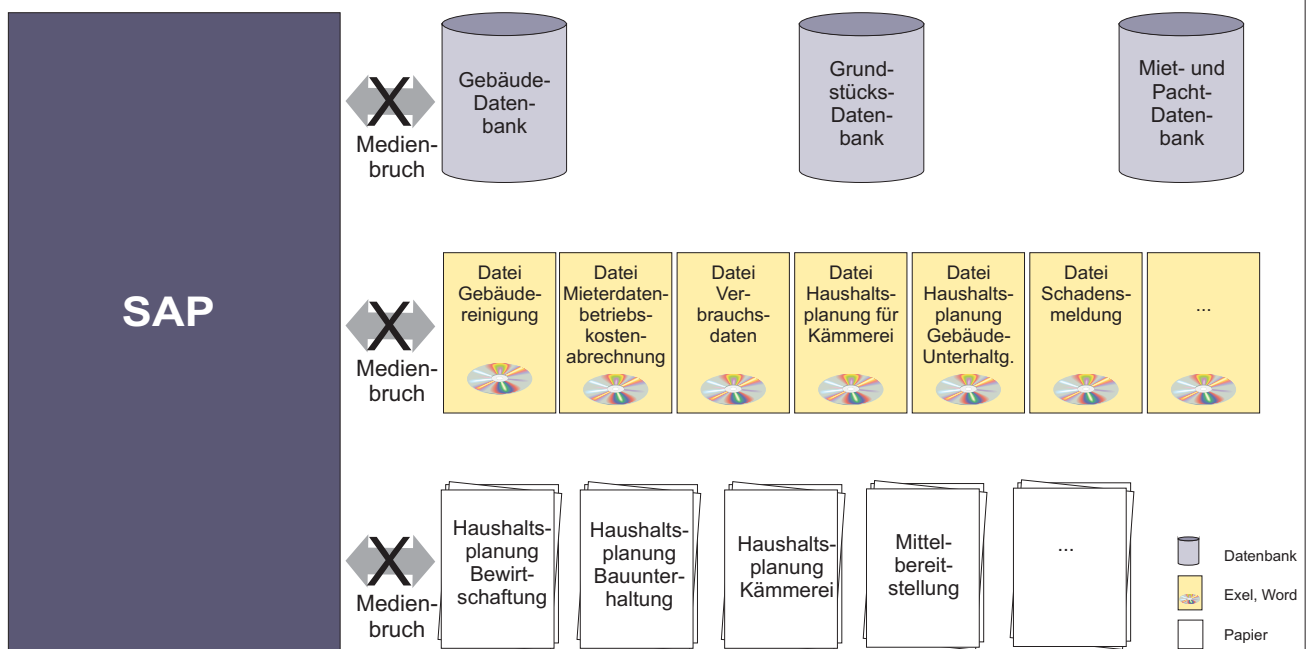 SAP
Medien-
bruch
Gebäude-
Daten-
bank
Grund-
stücks-
Daten-
bank
Miet- und
Pacht-
Daten-
bank
Medien-
bruch
Datei
Gebäude-
reinigung
Datei
Mieterdaten-
betriebs-
kosten-
abrechnung
Datei
Ver-
brauchs-
daten
Datei
Haushalts-
planung für
Kämmerei
Datei
Haushalts-
planung
Gebäude-
Unterhaltg.
Datei
Schadens-
meldung
...
Medien-
bruch
Haushalts-
planung
Bewirt-
schaftung
Haushalts-
planung
Bauunter-
haltung
Haushalts-
planung
Kämmerei
Mittel-
bereit-
stellung
...
Datenbank
Exel, Word
Papier